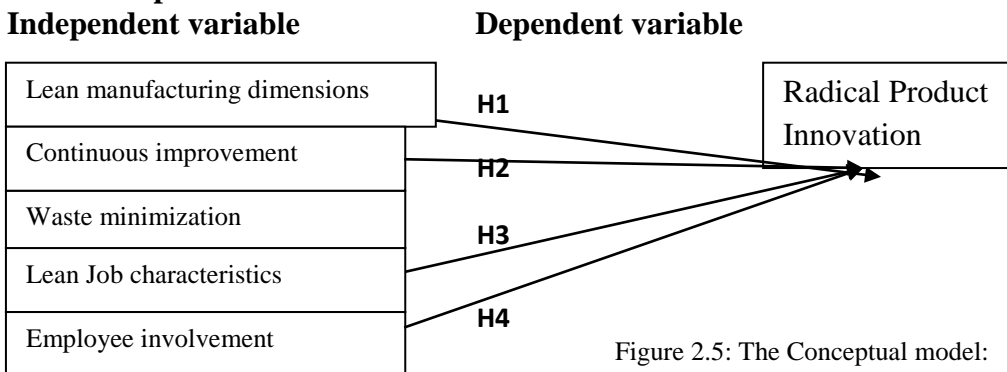 Independent variable Dependent variable
Lean manufacturing dimensions
Continuous improvement
Waste minimization
Lean Job characteristics
Employee involvement
H1
H2
H3
H4
Radical Product
Innovation
Figure 2.5: The Conceptual model: